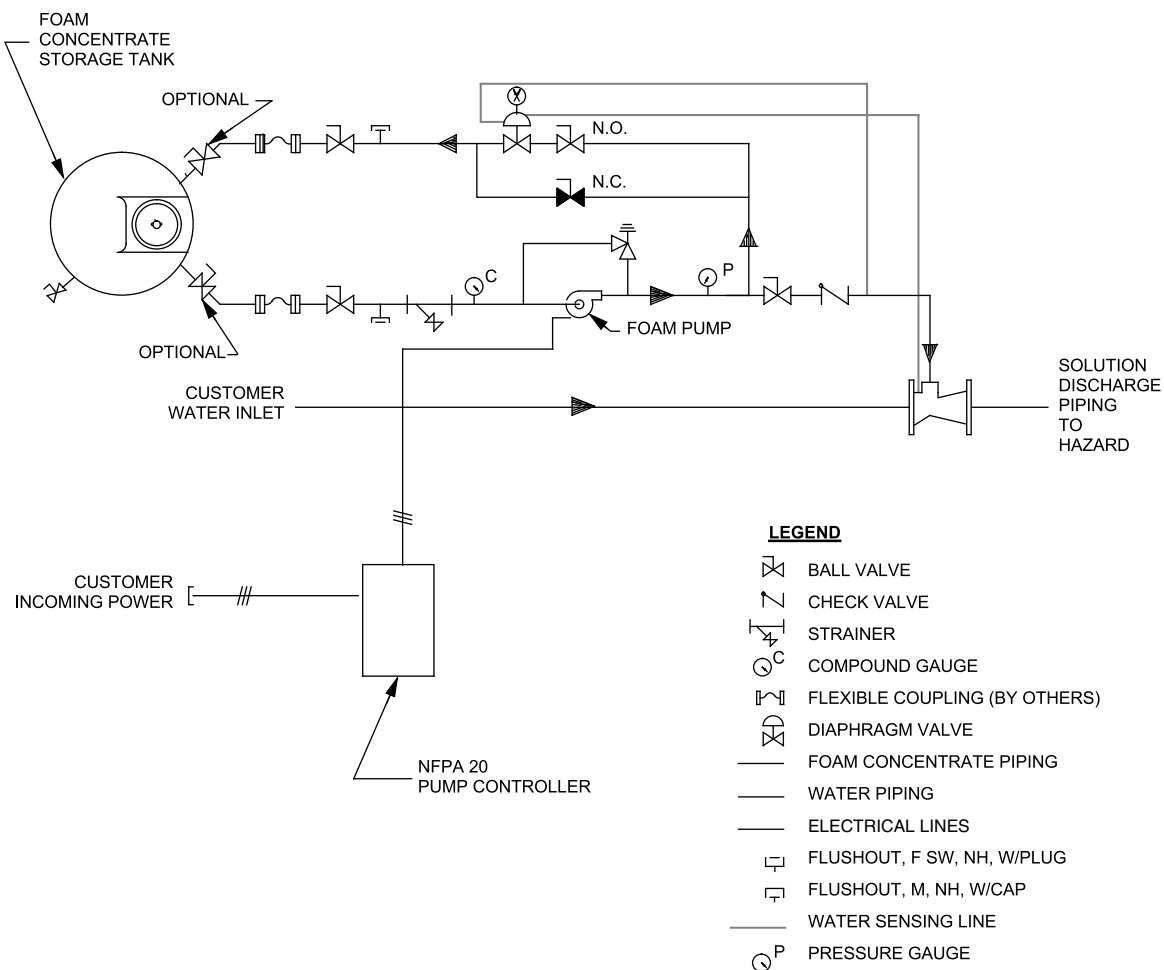 FOAM
CONCENTRATE
STORAGE TANK
OPTIONAL
N.O.
N.C.
C
P
FOAM PUMP
OPTIONAL
CUSTOMER
WATER INLET
SOLUTION
DISCHARGE
PIPING
TO
HAZARD
CUSTOMER
INCOMING POWER
NFPA 20
PUMP CONTROLLER
LEGEND
BALL VALVE
CHECK VALVE
STRAINER
C COMPOUND GAUGE
FLEXIBLE COUPLING (BY OTHERS)
DIAPHRAGM VALVE
FOAM CONCENTRATE PIPING
WATER PIPING
ELECTRICAL LINES
FLUSHOUT, F SW, NH, W/PLUG
FLUSHOUT, M, NH, W/CAP
WATER SENSING LINE
P PRESSURE GAUGE